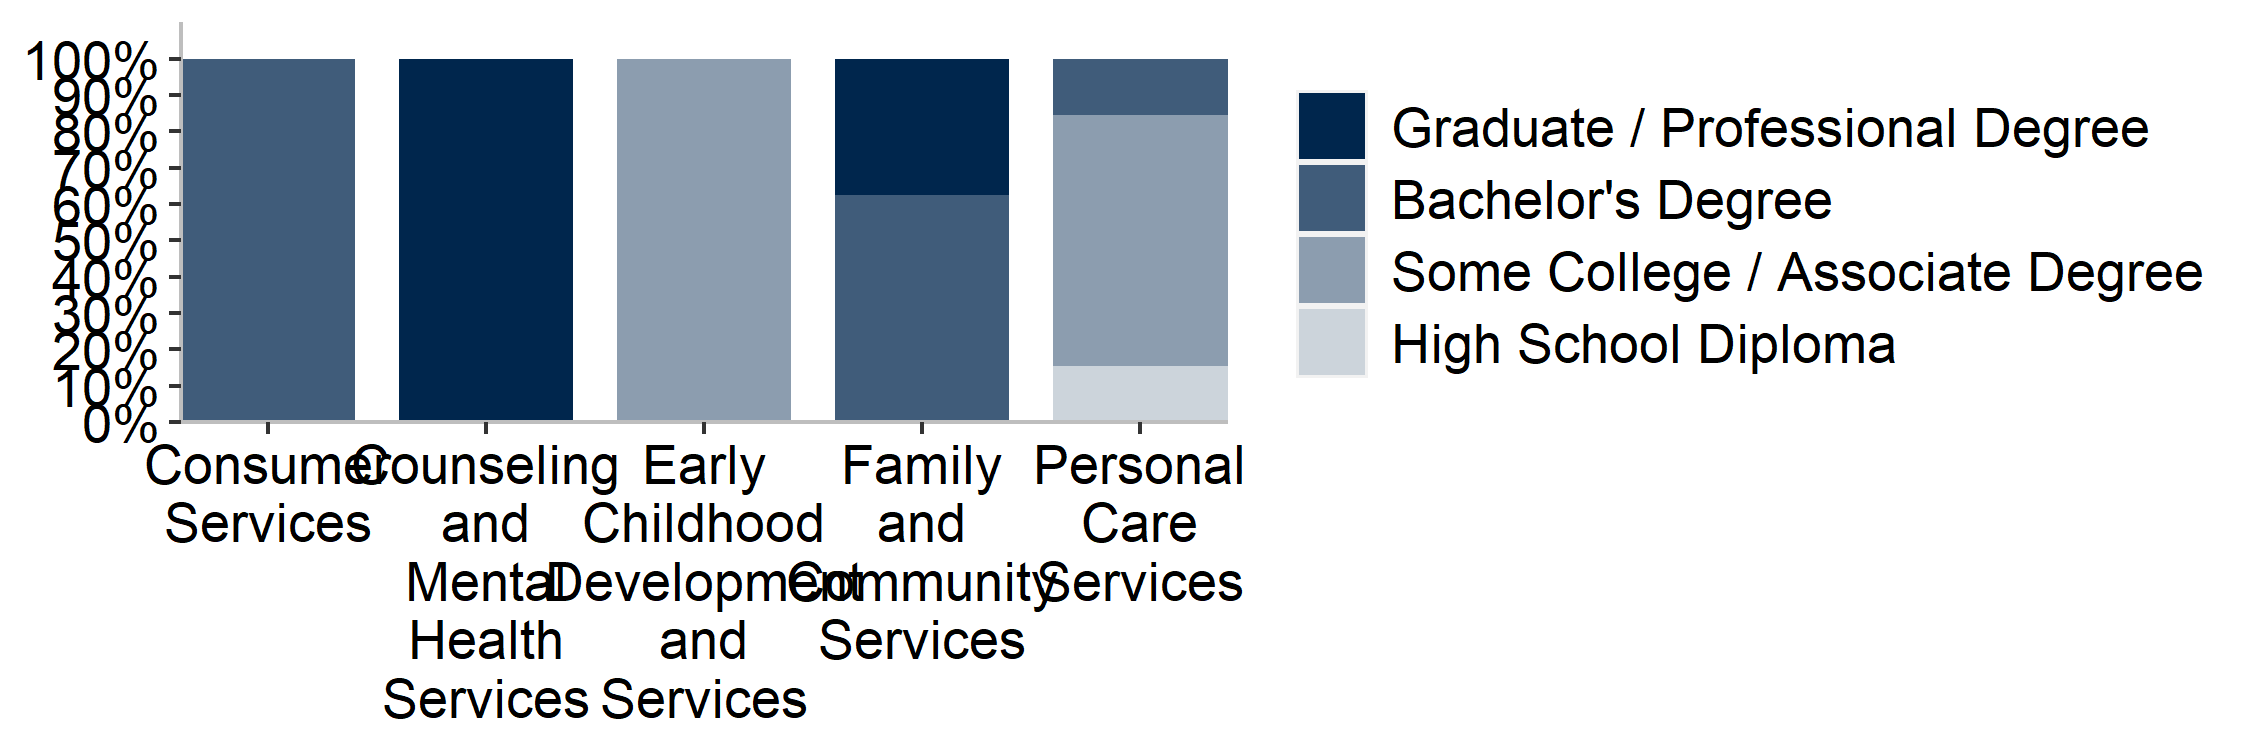 100%
90%
80%
70%
60%
50%
40%
30%
20%
10%
0%
Consumer
Services
Counseling
and
Mental
Health
Services
Early
Childhood
Development
and
Services
Family
and
Community
Services
Personal
Care
Services
Graduate / Professional Degree
Bachelor's Degree
Some College / Associate Degree
High School Diploma